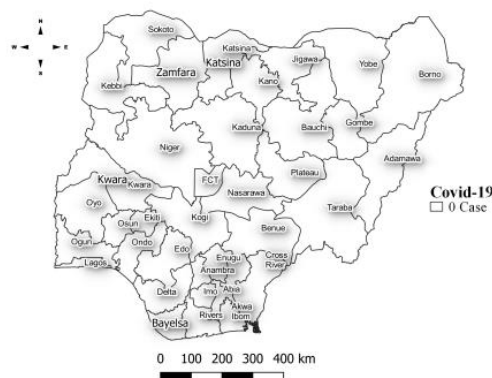 N
W E
S
Sokoto
Katsina
Zamfara
Katsina
Jigawa
Yobe
Borno
Kebbi
Kano
Kaduna
Bauchi
Gombe
Niger
Adamawa
Plateau
FCT
Kwara
Kwara
Nasarawa
Taraba
Covid-19
0 Case
Oyo
Ekiti
Kogi
Osun
Benue
Ogun
Ondo
Edo
Enugu
Cross
River
Lagos
Anambra
Delta
Imo
Abia
Akwa
Ibom
Bayelsa
Rivers
0 100 200 300 400 km